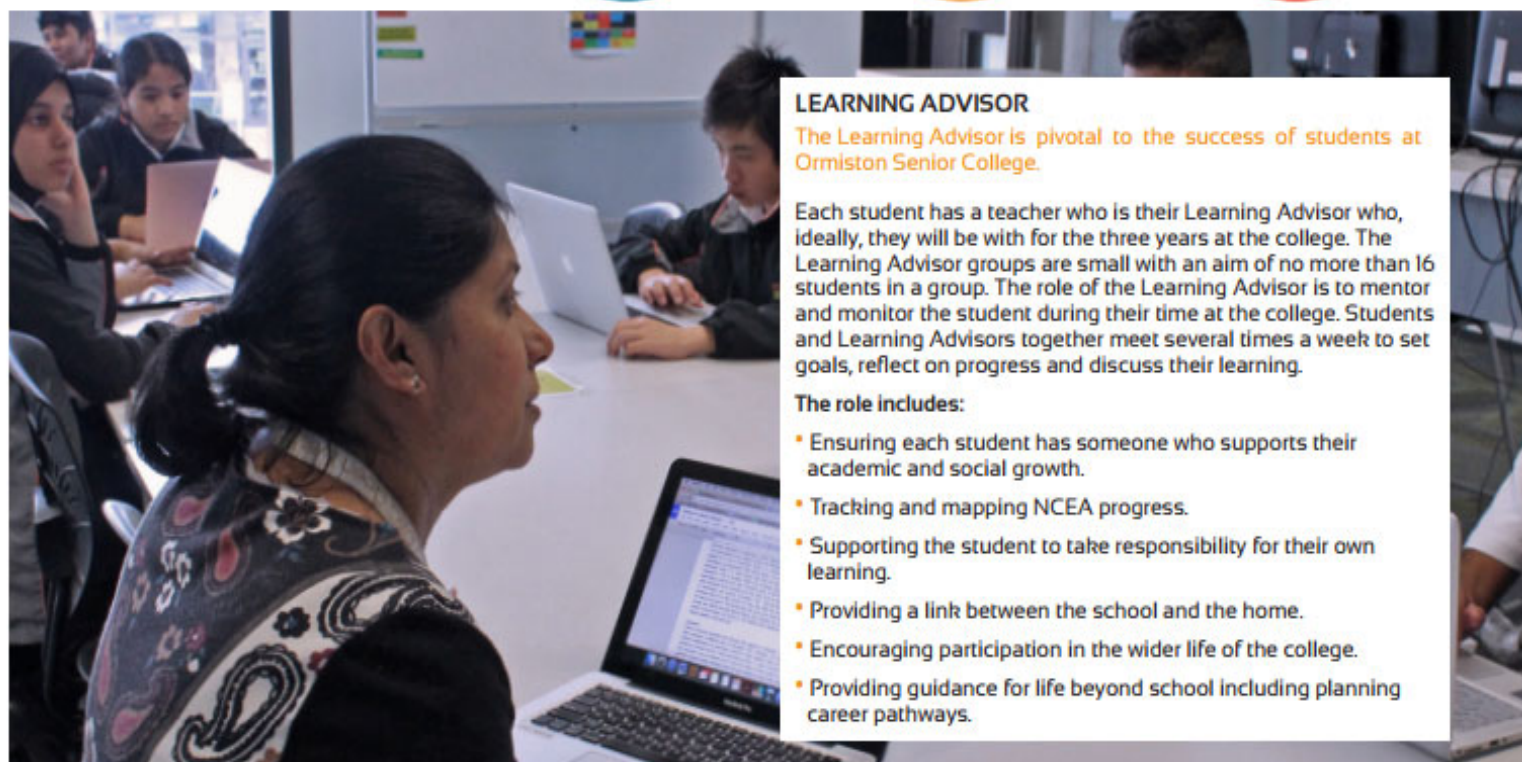 LEARNING ADVISOR
The Learning Advisor is pivotal to the success of students at
Ormiston Senior College.
Each student has a teacher who is their Learning Advisor who,
ideally, they will be with for the three years at the college. The
Learning Advisor groups are small with an aim of no more than 16
students in a group. The role of the Learning Advisor is to mentor
and monitor the student during their time at the college. Students
and Learning Advisors together meet several times a week to set
goals, reflect on progress and discuss their learning.
The role includes:
• Ensuring each student has someone who supports their
academic and social growth.
• Tracking and mapping NCEA progress.
• Supporting the student to take responsibility for their own
learning.
• Providing a link between the school and the home.
• Encouraging participation in the wider life of the college.
• Providing guidance for life beyond school including planning
career pathways.